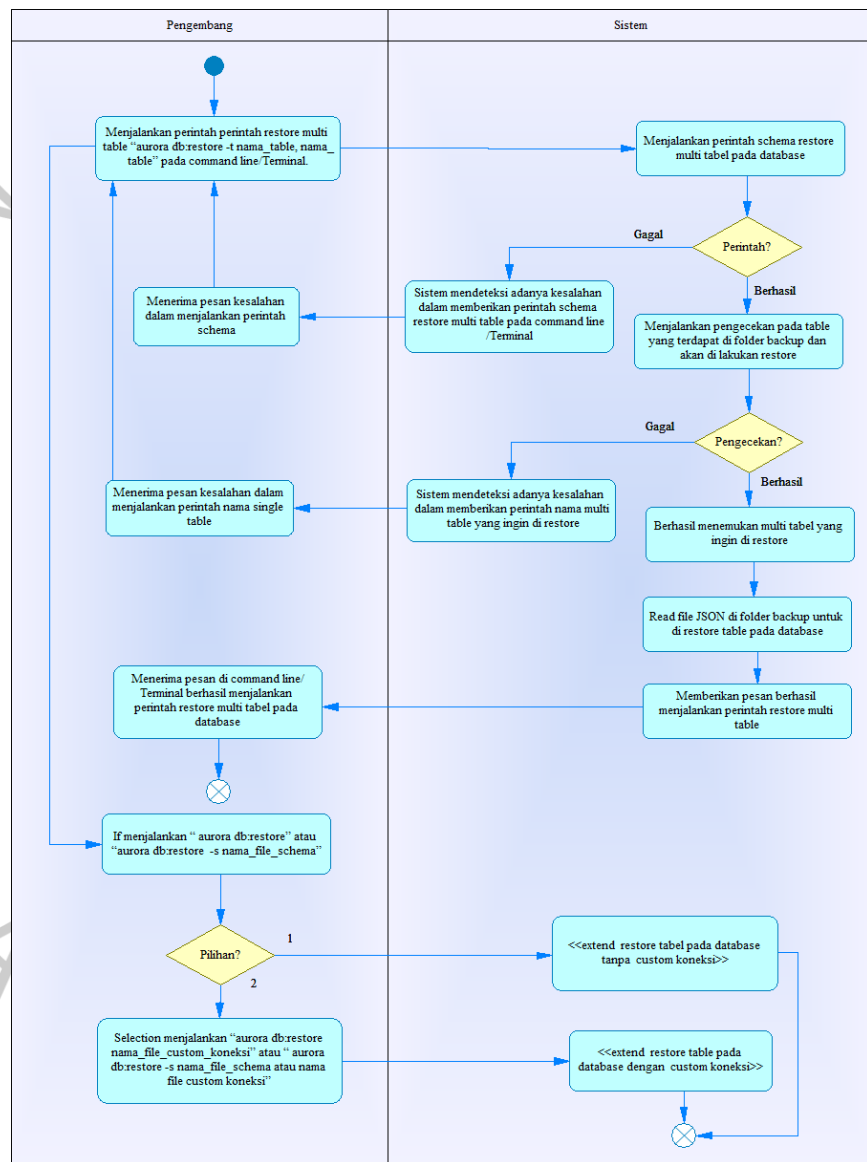 Pengembang
Sistem
Menjalankan perintah perintah restore multi
table “aurora db:restore -t nama_table, nama_
table” pada command line/Terminal.
Menjalankan perintah schema restore
multi tabel pada database
Perintah?
Gagal
Berhasil
Sistem mendeteksi adanya kesalahan
dalam memberikan perintah schema
restore multi table pada command line
/Terminal
Menerima pesan kesalahan
dalam menjalankan perintah
schema
Menjalankan pengecekan pada table
yang terdapat di folder backup dan
akan di lakukan restore
Pengecekan?
Gagal
Berhasil
Sistem mendeteksi adanya kesalahan
dalam memberikan perintah nama multi
table yang ingin di restore
Menerima pesan kesalahan dalam
menjalankan perintah nama single
table
Berhasil menemukan multi tabel yang
ingin di restore
Read file JSON di folder backup untuk
di restore table pada database
Memberikan pesan berhasil
menjalankan perintah restore multi
table
Menerima pesan di command line/
Terminal berhasil menjalankan
perintah restore multi tabel pada
database
If menjalankan “ aurora db:restore” atau
“aurora db:restore -s nama_file_schema”
Pilihan?
1
2
<<extend restore tabel pada database
tanpa custom koneksi>>
Selection menjalankan “aurora db:restore
nama_file_custom_koneksi” atau “ aurora
db:restore -s nama_file_schema atau nama
file custom koneksi”
<<extend restore table pada
database dengan custom koneksi>>